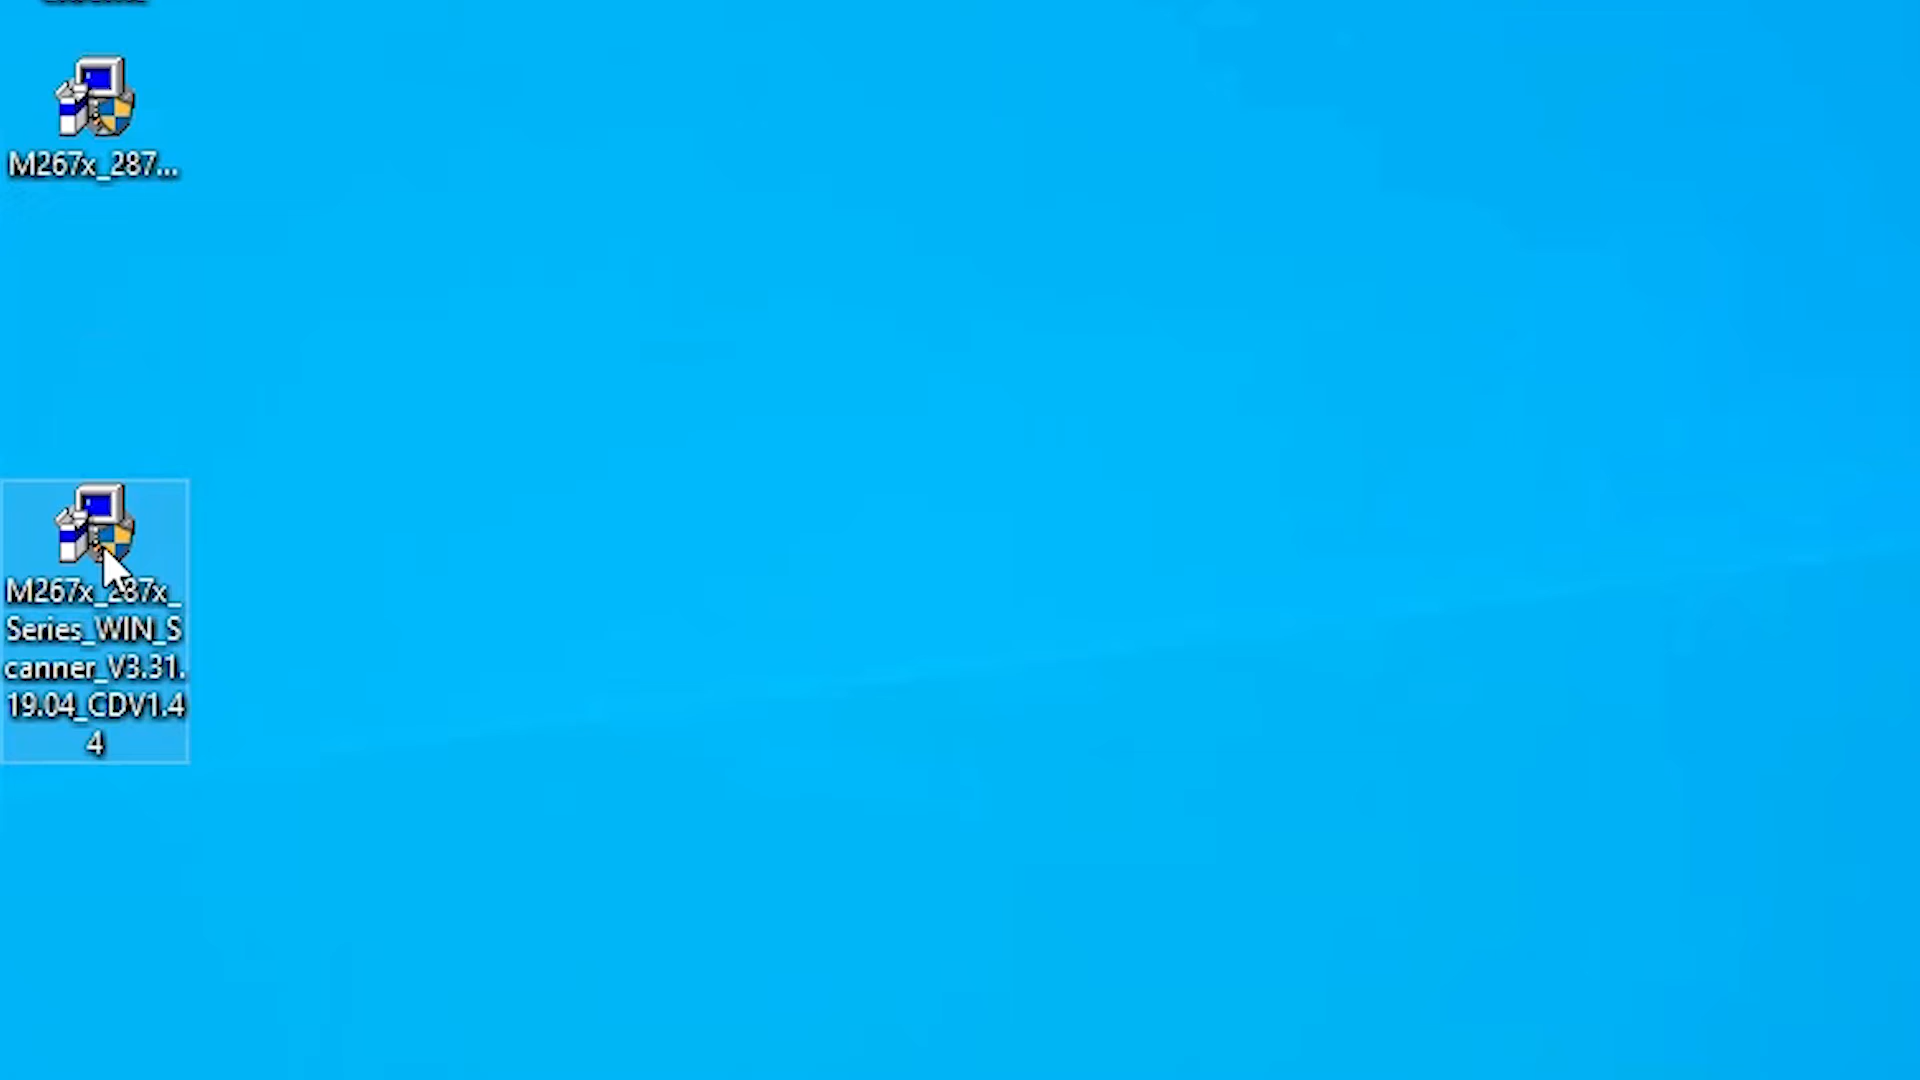 M267x_287...
M267x_287x_
Series_WIN_S
canner_V3.31.
19.04_CDV1.4
4